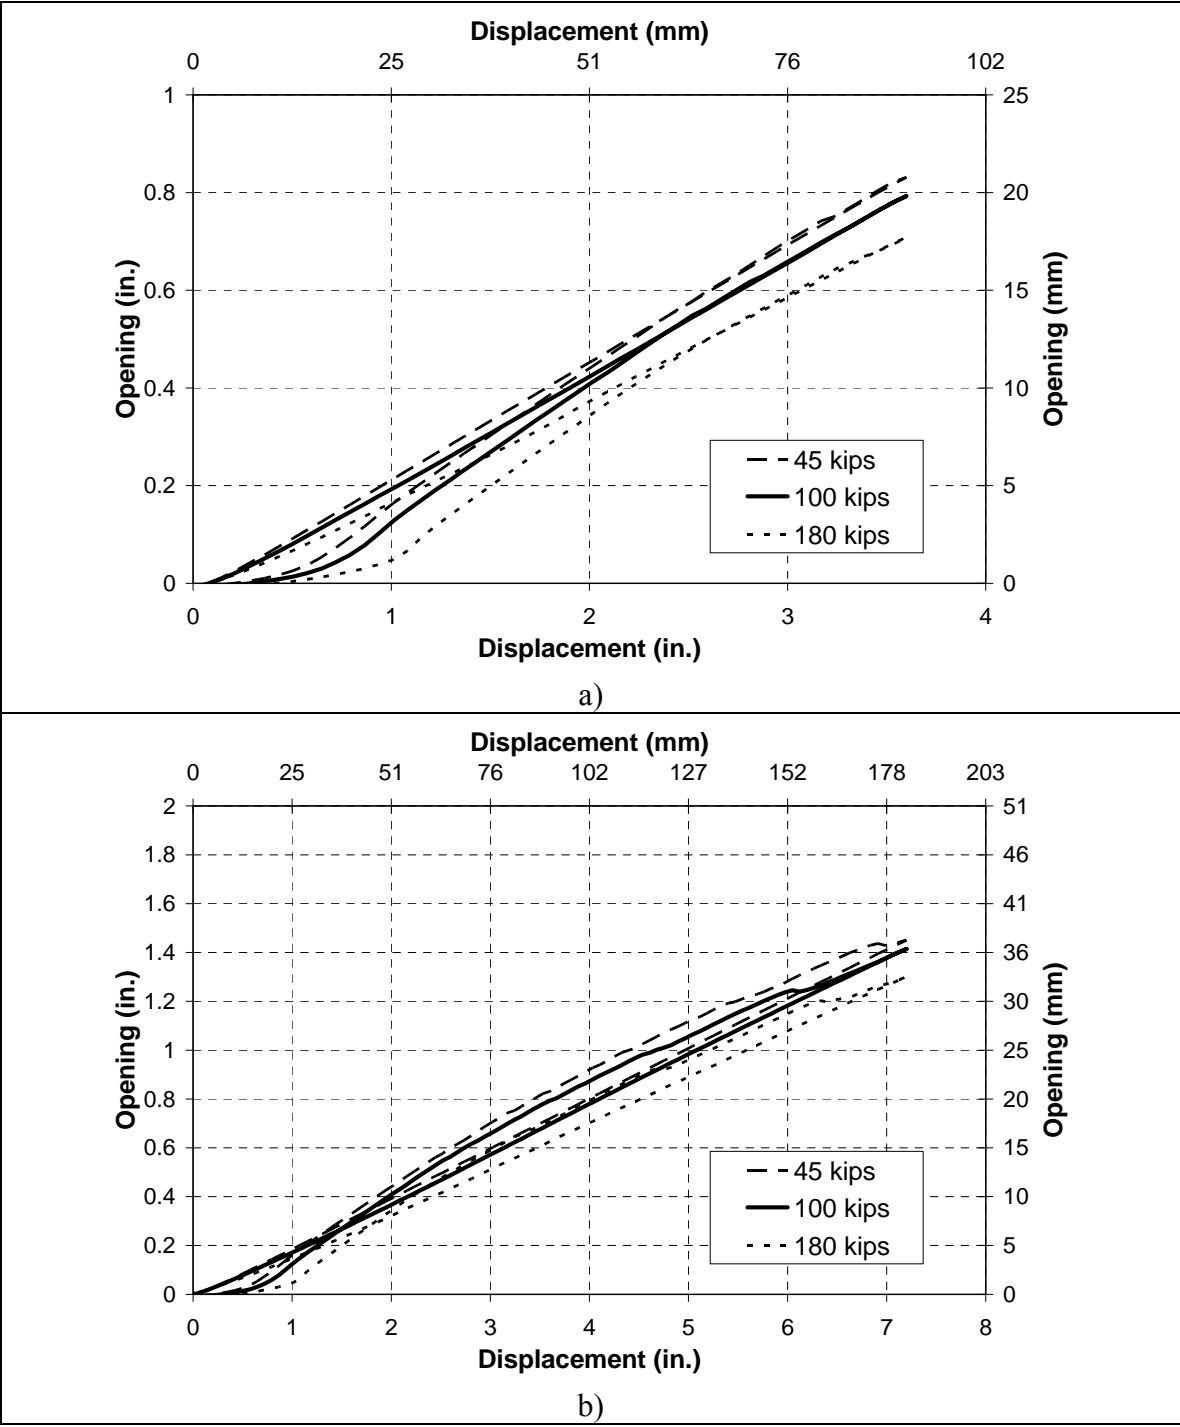 Displacement (mm)
0 25 51 76 102
1 25
0.8 20
0.6 15
0.4 10
0.2 5
0 0
Opening (in.)
Opening (mm)
45 kips
100 kips
180 kips
0 1 2 3 4
Displacement (in.)
a)
Displacement (mm)
0 25 51 76 102 127 152 178 203
2 51
1.8 46
1.6 41
1.4 36
1.2 30
1 25
0.8 20
0.6 15
0.4 10
0.2 5
0 0
Opening (in.)
Opening (mm)
45 kips
100 kips
180 kips
0 1 2 3 4 5 6 7 8
Displacement (in.)
b)